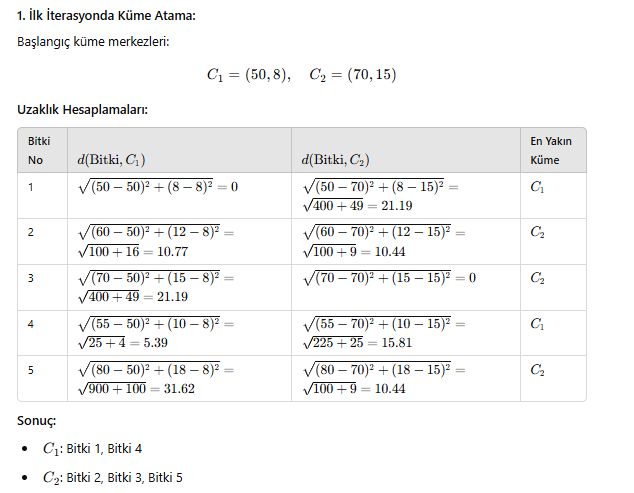 1. İlk İterasyonda Küme Atama:
Başlangıç küme merkezleri:
C₁ = (50, 8), C₂ = (70, 15)
Uzaklık Hesaplamaları:
Bitki No | d(Bitki, C₁) | d(Bitki, C₂) | En Yakın Küme
1 | √((50 − 50)² + (8 − 8)²) = 0 | √((50 − 70)² + (8 − 15)²) = √(400 + 49) = 21.19 | C₁
2 | √((60 − 50)² + (12 − 8)²) = √(100 + 16) = 10.77 | √((60 − 70)² + (12 − 15)²) = √(100 + 9) = 10.44 | C₂
3 | √((70 − 50)² + (15 − 8)²) = √(400 + 49) = 21.19 | √((70 − 70)² + (15 − 15)²) = 0 | C₂
4 | √((55 − 50)² + (10 − 8)²) = √(25 + 4) = 5.39 | √((55 − 70)² + (10 − 15)²) = √(225 + 25) = 15.81 | C₁
5 | √((80 − 50)² + (18 − 8)²) = √(900 + 100) = 31.62 | √((80 − 70)² + (18 − 15)²) = √(100 + 9) = 10.44 | C₂
Sonuç:
• C₁: Bitki 1, Bitki 4
• C₂: Bitki 2, Bitki 3, Bitki 5